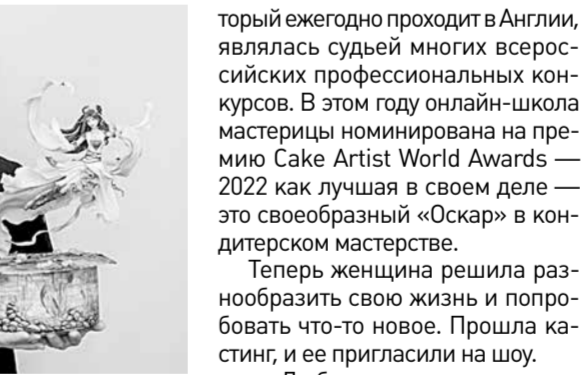 торый ежегодно проходит в Англии,
являлась судьей многих всерос-
сийских профессиональных кон-
курсов. В этом году онлайн-школа
мастерицы номинирована на пре-
мию Cake Artist World Awards —
2022 как лучшая в своем деле —
это своеобразный «Оскар» в кон-
дитерском мастерстве.
Теперь женщина решила раз-
нообразить свою жизнь и попро-
бовать что-то новое. Прошла ка-
стинг, и ее пригласили на шоу.